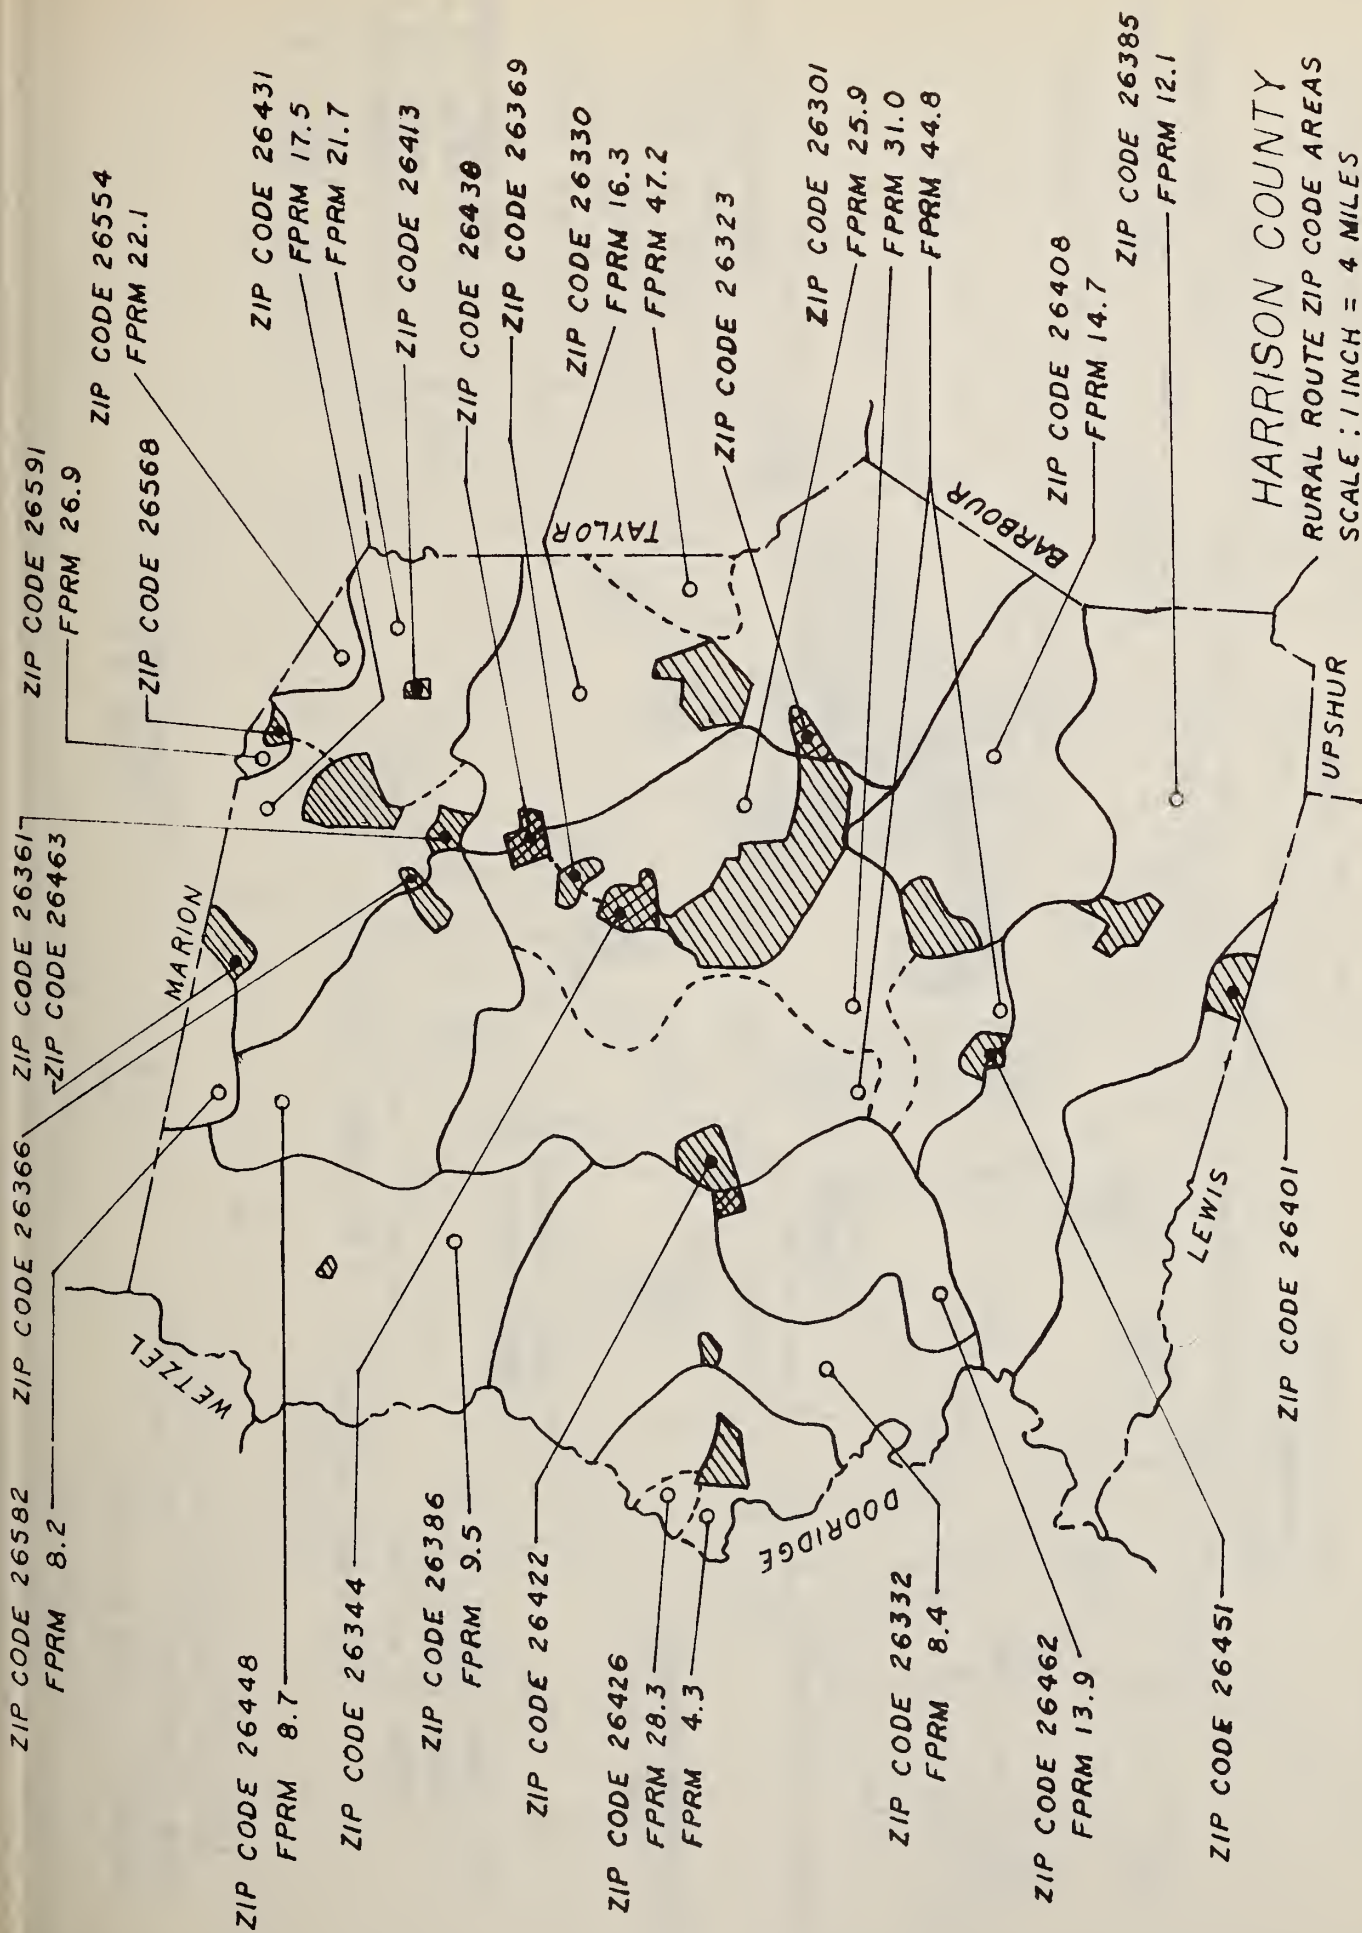 ZIP CODE 26582
FPRM 8.2
ZIP CODE 26366
ZIP CODE 26361
ZIP CODE 26463
ZIP CODE 26591
FPRM 26.9
ZIP CODE 26568
ZIP CODE 26554
FPRM 22.1
ZIP CODE 26431
FPRM 17.5
FPRM 21.7
ZIP CODE 26413
ZIP CODE 26438
ZIP CODE 26369
ZIP CODE 26330
FPRM 16.3
FPRM 47.2
ZIP CODE 26323
ZIP CODE 26301
FPRM 25.9
FPRM 31.0
FPRM 44.8
ZIP CODE 26408
FPRM 14.7
ZIP CODE 26385
FPRM 12.1
ZIP CODE 26448
FPRM 8.7
ZIP CODE 26344
ZIP CODE 26386
FPRM 9.5
ZIP CODE 26422
ZIP CODE 26426
FPRM 28.3
FPRM 4.3
ZIP CODE 26332
FPRM 8.4
ZIP CODE 26462
FPRM 13.9
ZIP CODE 26451
ZIP CODE 26401
WETZEL
MARION
TAYLOR
BARBOUR
UPSHUR
LEWIS
DODRIDGE
HARRISON COUNTY
RURAL ROUTE ZIP CODE AREAS
SCALE: 1 INCH = 4 MILES